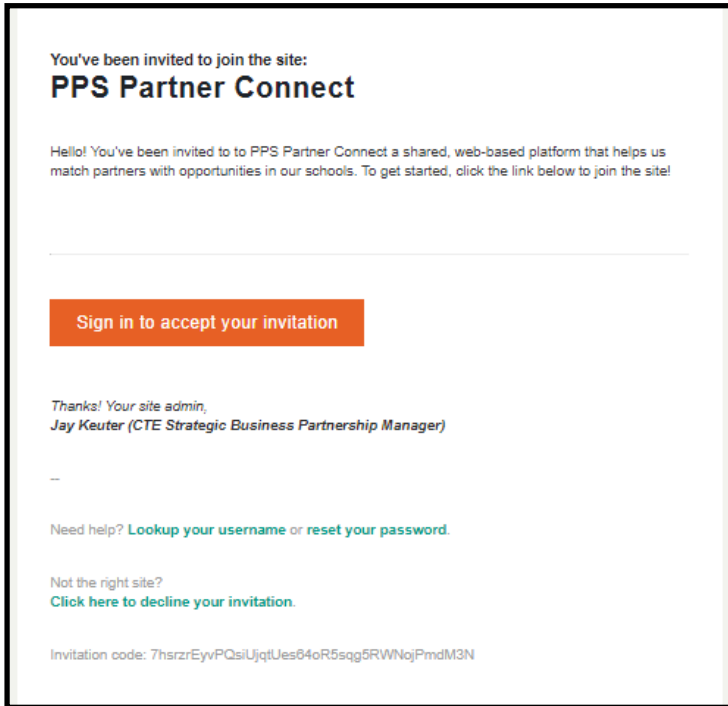 You've been invited to join the site:
PPS Partner Connect
Hello! You've been invited to to PPS Partner Connect a shared, web-based platform that helps us
match partners with opportunities in our schools. To get started, click the link below to join the site!
Sign in to accept your invitation
Thanks! Your site admin,
Jay Keuter (CTE Strategic Business Partnership Manager)
--
Need help? Lookup your username or reset your password.
Not the right site?
Click here to decline your invitation.
Invitation code: 7hsrzrEyvPQsiUjqtUes64oR5sqg5RWNojPmdM3N